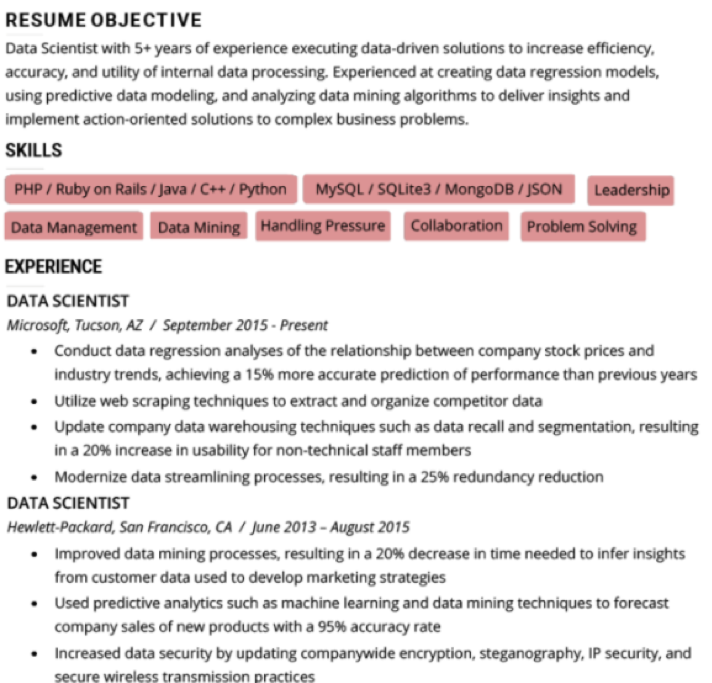 RESUME OBJECTIVE
Data Scientist with 5+ years of experience executing data-driven solutions to increase efficiency,
accuracy, and utility of internal data processing. Experienced at creating data regression models,
using predictive data modeling, and analyzing data mining algorithms to deliver insights and
implement action-oriented solutions to complex business problems.
SKILLS
PHP / Ruby on Rails / Java / C++ / Python MySQL / SQLite3 / MongoDB / JSON Leadership
Data Management Data Mining Handling Pressure Collaboration Problem Solving
EXPERIENCE
DATA SCIENTIST
Microsoft, Tucson, AZ / September 2015 - Present
• Conduct data regression analyses of the relationship between company stock prices and
industry trends, achieving a 15% more accurate prediction of performance than previous years
• Utilize web scraping techniques to extract and organize competitor data
• Update company data warehousing techniques such as data recall and segmentation, resulting
in a 20% increase in usability for non-technical staff members
• Modernize data streamlining processes, resulting in a 25% redundancy reduction
DATA SCIENTIST
Hewlett-Packard, San Francisco, CA / June 2013 – August 2015
• Improved data mining processes, resulting in a 20% decrease in time needed to infer insights
from customer data used to develop marketing strategies
• Used predictive analytics such as machine learning and data mining techniques to forecast
company sales of new products with a 95% accuracy rate
• Increased data security by updating companywide encryption, steganography, IP security, and
secure wireless transmission practices